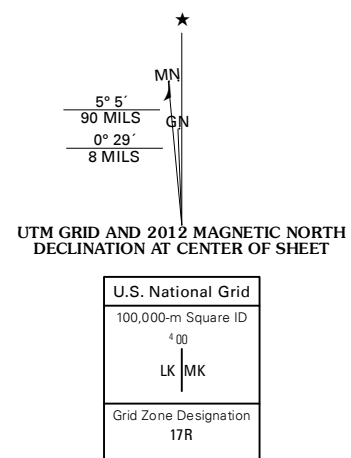 ★
MN
5° 5´
90 MILS
GN
0° 29´
8 MILS
UTM GRID AND 2012 MAGNETIC NORTH
DECLINATION AT CENTER OF SHEET
U.S. National Grid
100,000-m Square ID
4 00
LK MK
Grid Zone Designation
17R